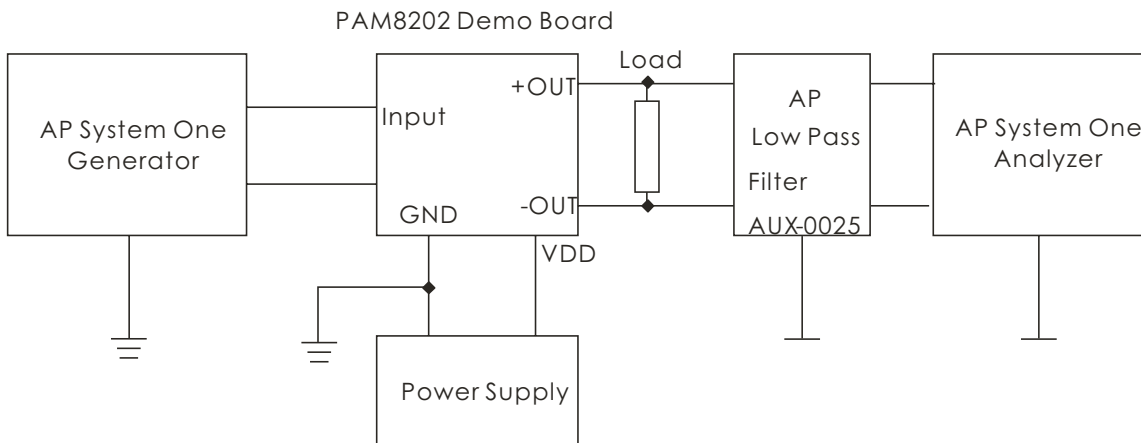 PAM8202 Demo Board
AP System One
Generator
Input
+OUT
-OUT
GND
VDD
Load
AP
Low Pass
Filter
AUX-0025
AP System One
Analyzer
Power Supply